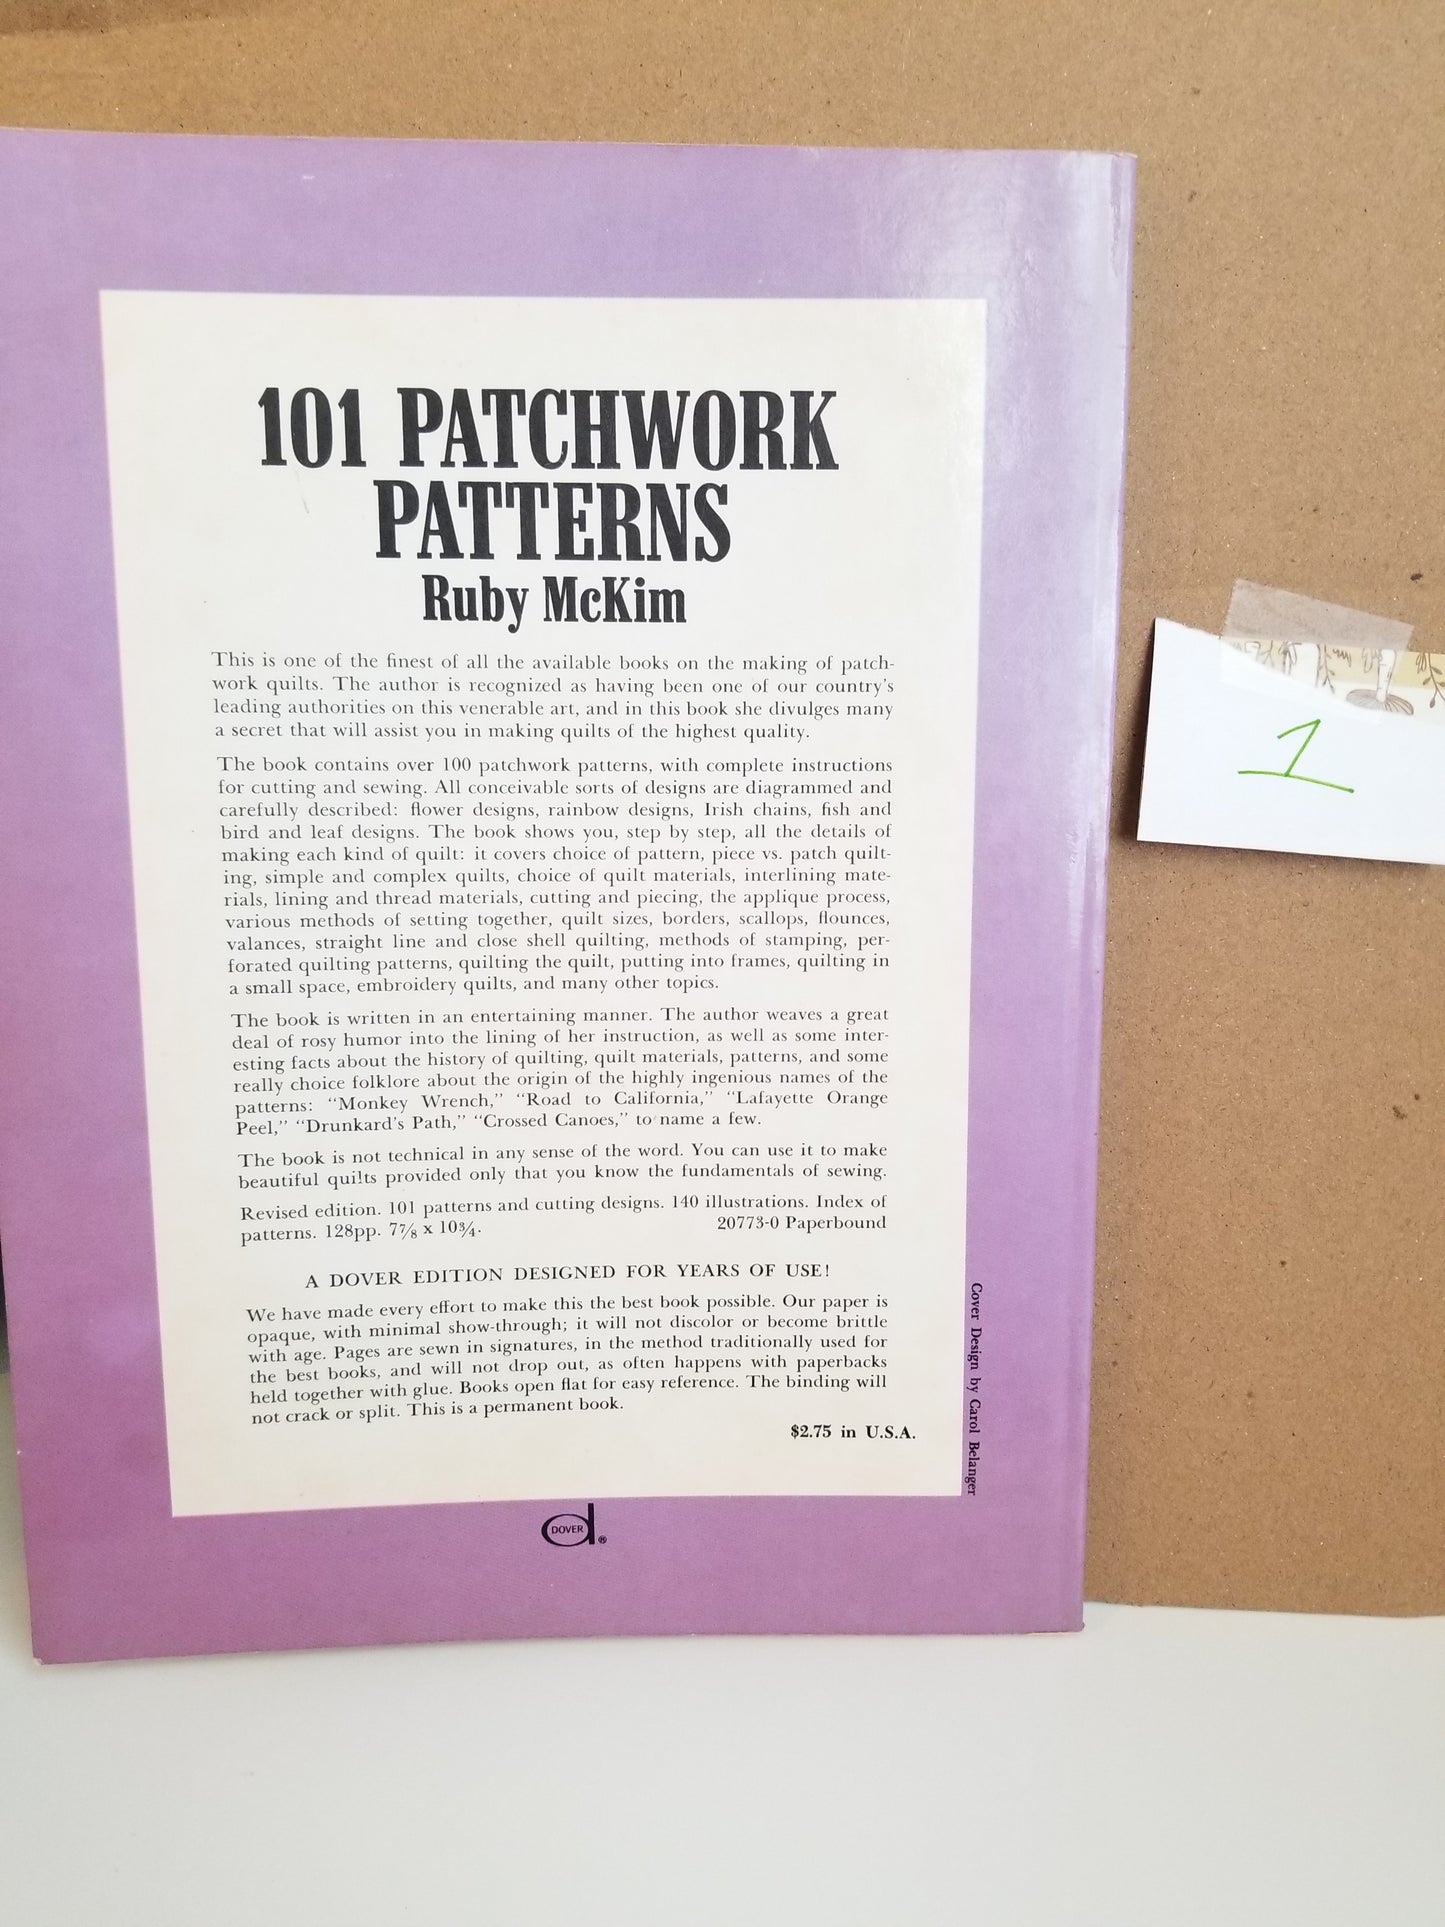 101 PATCHWORK
PATTERNS
Ruby McKim
This is one of the finest of all the available books on the making of patch-
work quilts. The author is recognized as having been one of our country's
leading authorities on this venerable art, and in this book she divulges many
a secret that will assist you in making quilts of the highest quality.
The book contains over 100 patchwork patterns, with complete instructions
for cutting and sewing. All conceivable sorts of designs are diagrammed and
carefully described: flower designs, rainbow designs, Irish chains, fish and
bird and leaf designs. The book shows you, step by step, all the details of
making each kind of quilt: it covers choice of pattern, piece vs. patch quilt-
ing, simple and complex quilts, choice of quilt materials, interlining mate-
rials, lining and thread materials, cutting and piecing, the applique process,
various methods of setting together, quilt sizes, borders, scallops, flounces,
valances, straight line and close shell quilting, methods of stamping, per-
forated quilting patterns, quilting the quilt, putting into frames, quilting in
a small space, embroidery quilts, and many other topics.
The book is written in an entertaining manner. The author weaves a great
deal of rosy humor into the lining of her instruction, as well as some inter-
esting facts about the history of quilting, quilt materials, patterns, and some
really choice folklore about the origin of the highly ingenious names of the
patterns: "Monkey Wrench," "Road to California," "Lafayette Orange
Peel," "Drunkard's Path," "Crossed Canoes," to name a few.
The book is not technical in any sense of the word. You can use it to make
beautiful quilts provided only that you know the fundamentals of sewing.
Revised edition. 101 patterns and cutting designs. 140 illustrations. Index of
patterns. 128pp. 7⅞ x 10¾. 20773-0 Paperbound
A DOVER EDITION DESIGNED FOR YEARS OF USE!
We have made every effort to make this the best book possible. Our paper is
opaque, with minimal show-through; it will not discolor or become brittle
with age. Pages are sewn in signatures, in the method traditionally used for
the best books, and will not drop out, as often happens with paperbacks
held together with glue. Books open flat for easy reference. The binding will
not crack or split. This is a permanent book.
$2.75 in U.S.A.
Cover Design by Carol Belanger
DOVER ®
1